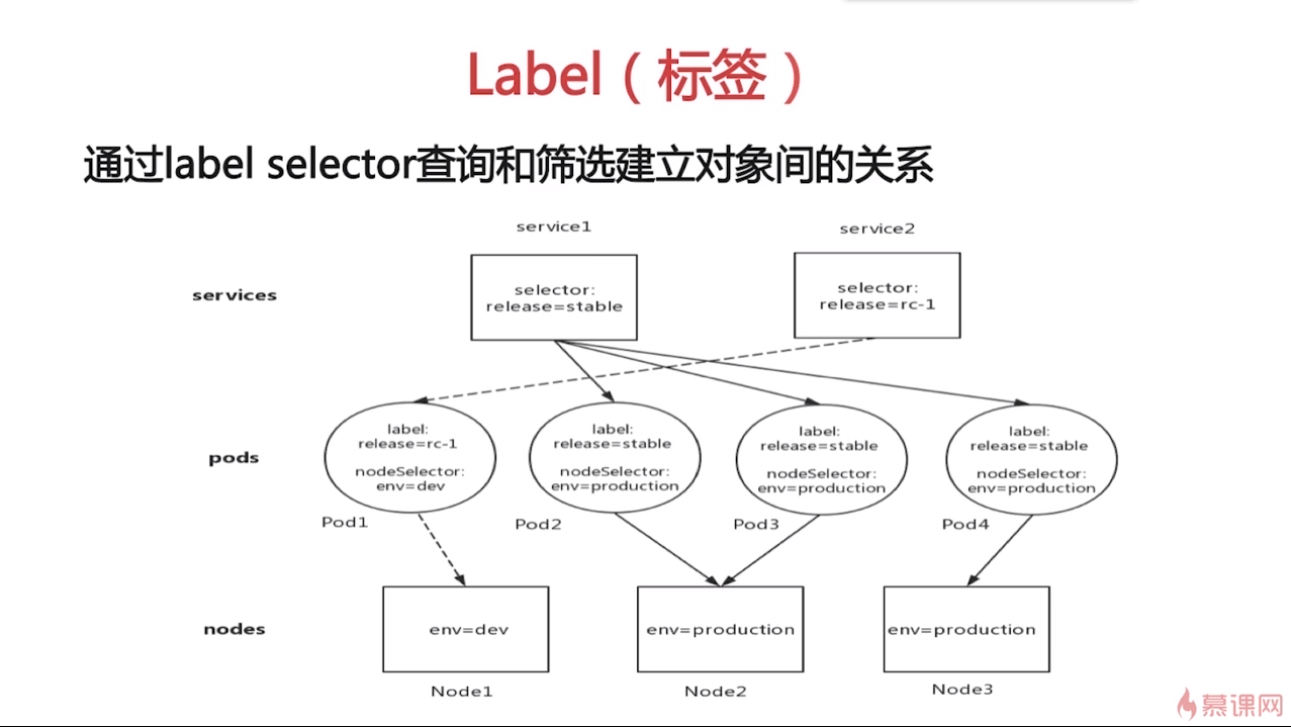 Label（标签）
通过label selector查询和筛选建立对象间的关系
service1
service2
services
selector:
release=stable
selector:
release=rc-1
pods
label:
release=rc-1
nodeSelector:
env=dev
label:
release=stable
nodeSelector:
env=production
label:
release=stable
nodeSelector:
env=production
label:
release=stable
nodeSelector:
env=production
Pod1
Pod2
Pod3
Pod4
nodes
env=dev
env=production
env=production
Node1
Node2
Node3
慕课网